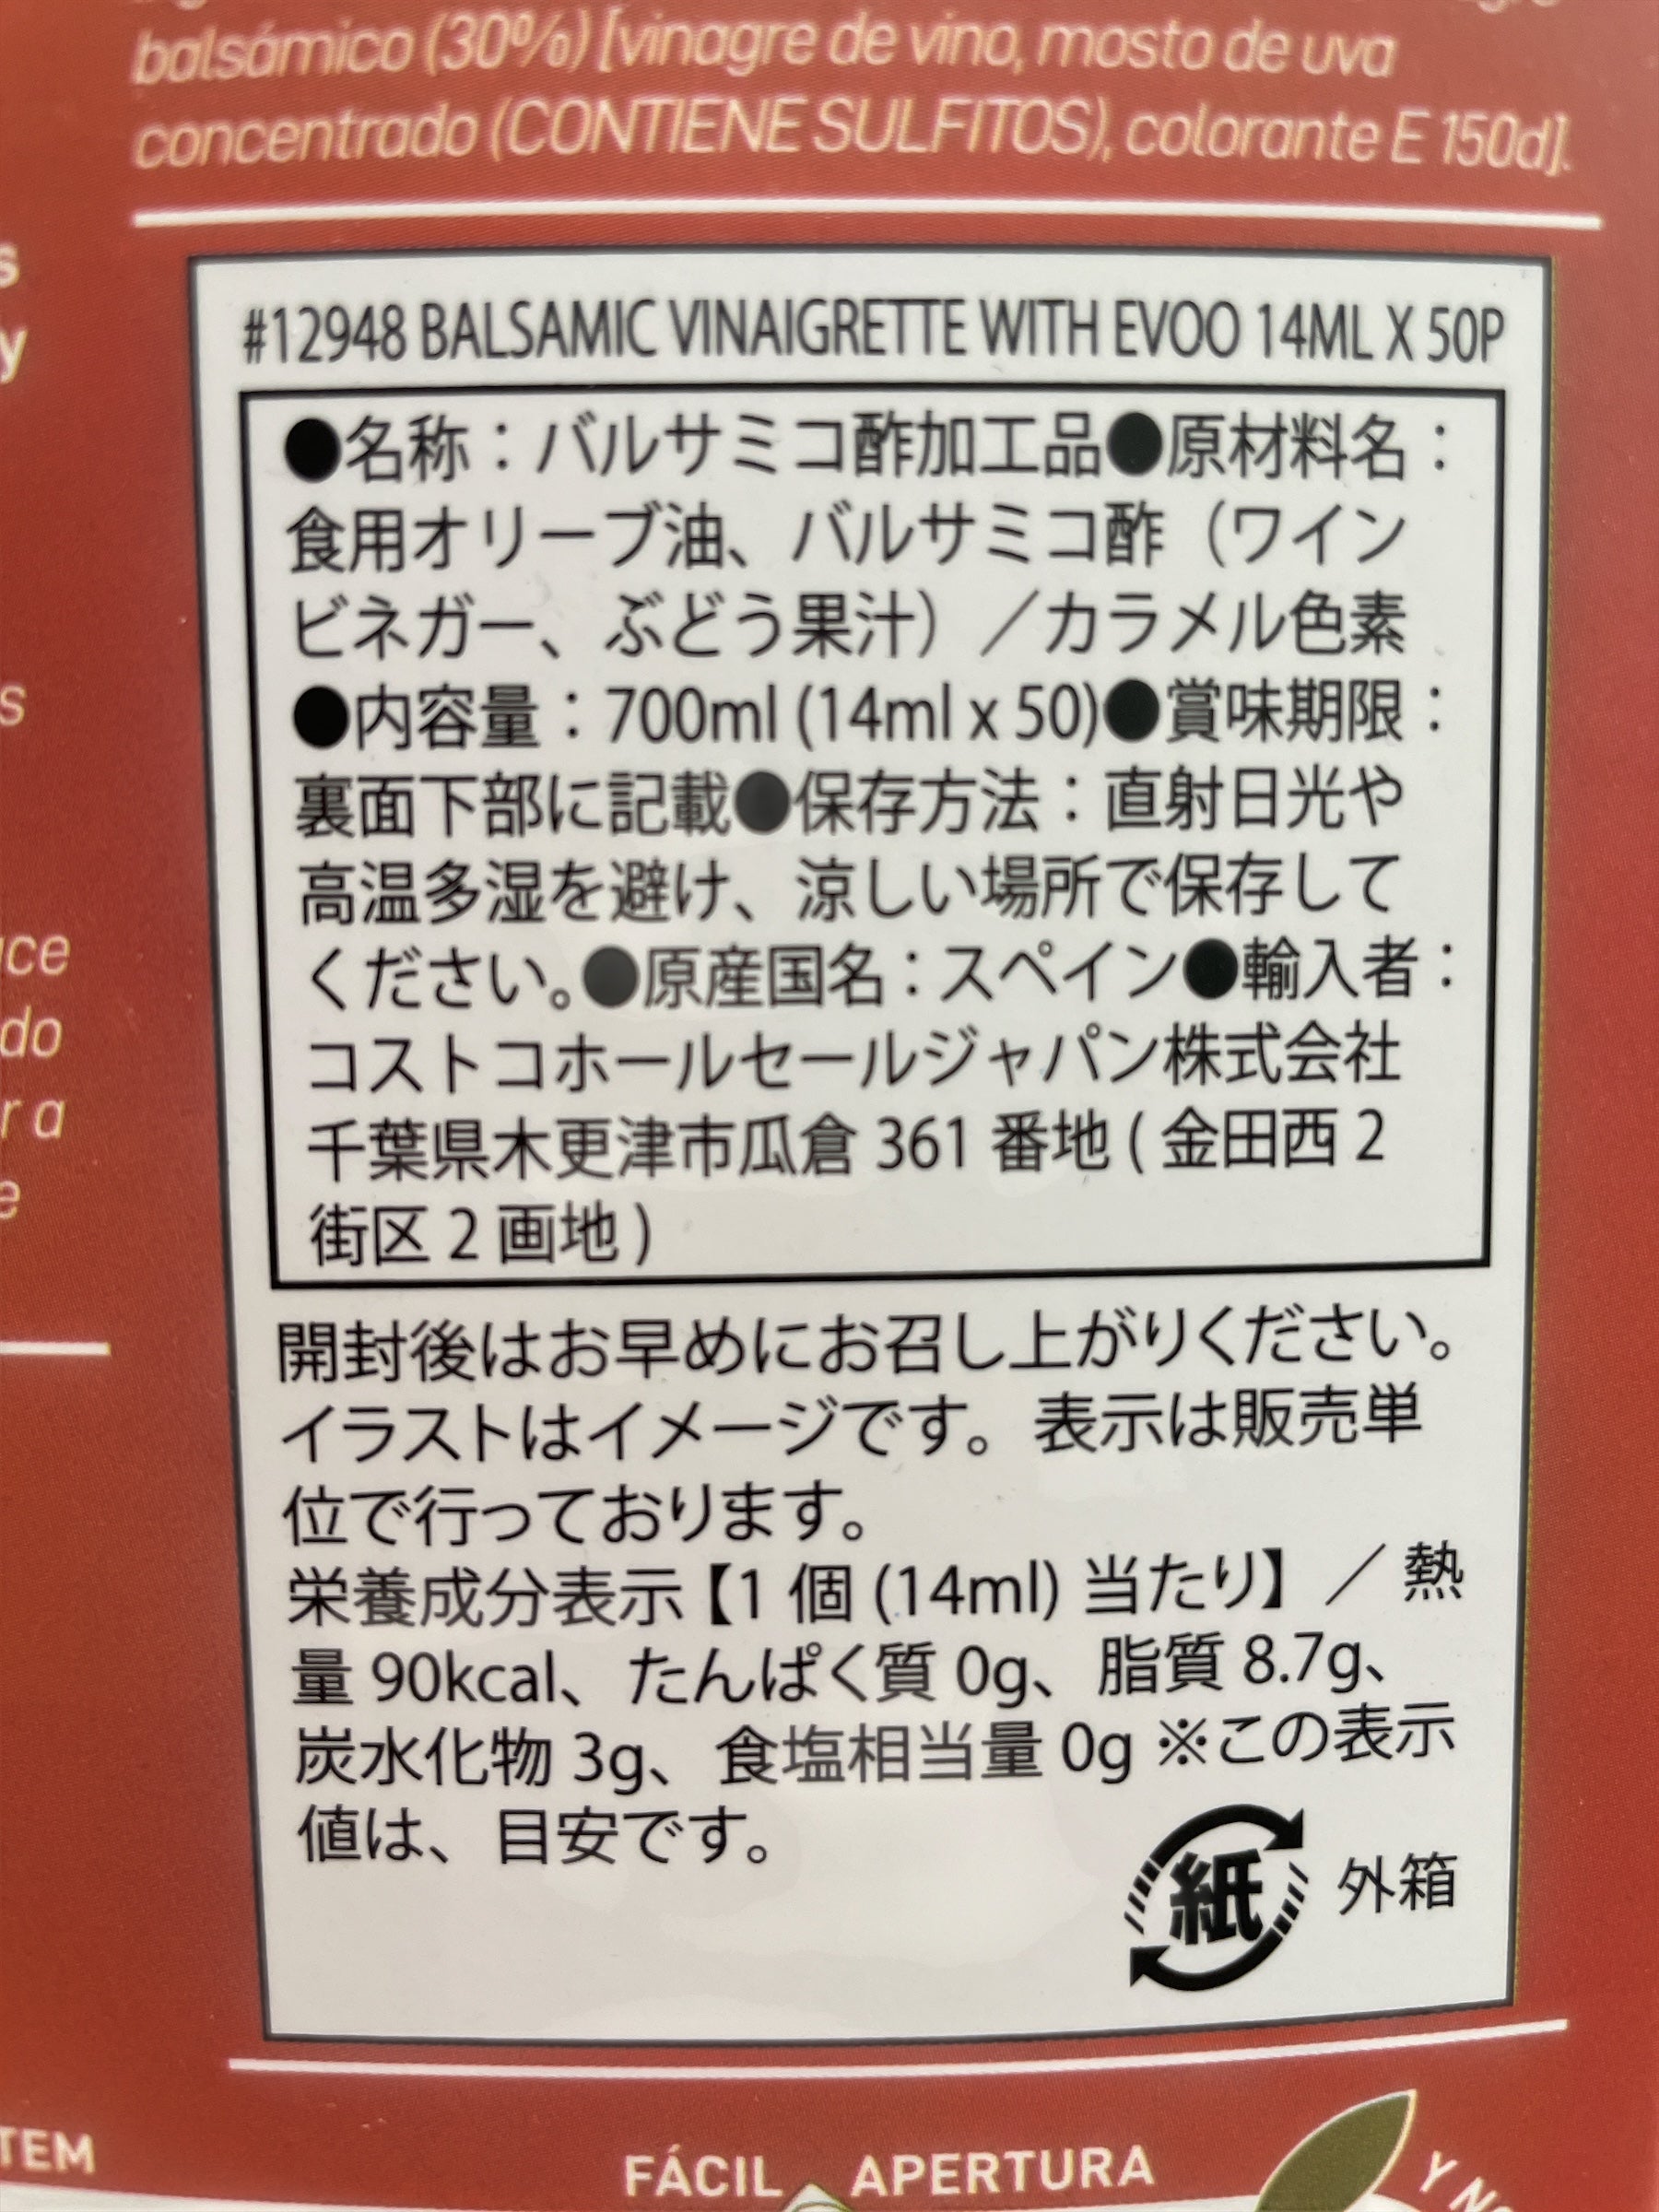 balsámico (30%) [vinagre de vino, mosto de uva
concentrado (CONTIENE SULFITOS), colorante E 150d].
s
y
s
ce
do
r a
e
#12948 BALSAMIC VINAIGRETTE WITH EVOO 14ML X 50P
●名称：バルサミコ酢加工品●原材料名：
食用オリーブ油、バルサミコ酢（ワイン
ビネガー、ぶどう果汁）／カラメル色素
●内容量：700ml (14ml x 50)●賞味期限：
裏面下部に記載●保存方法：直射日光や
高温多湿を避け、涼しい場所で保存して
ください。●原産国名：スペイン●輸入者：
コストコホールセールジャパン株式会社
千葉県木更津市瓜倉 361 番地 ( 金田西 2
街区 2 画地 )
開封後はお早めにお召し上がりください。
イラストはイメージです。表示は販売単
位で行っております。
栄養成分表示【1 個 (14ml) 当たり】／ 熱
量 90kcal、たんぱく質 0g、脂質 8.7g、
炭水化物 3g、食塩相当量 0g ※この表示
値は、目安です。
紙 外箱
TEM
FÁCIL APERTURA
Y NO